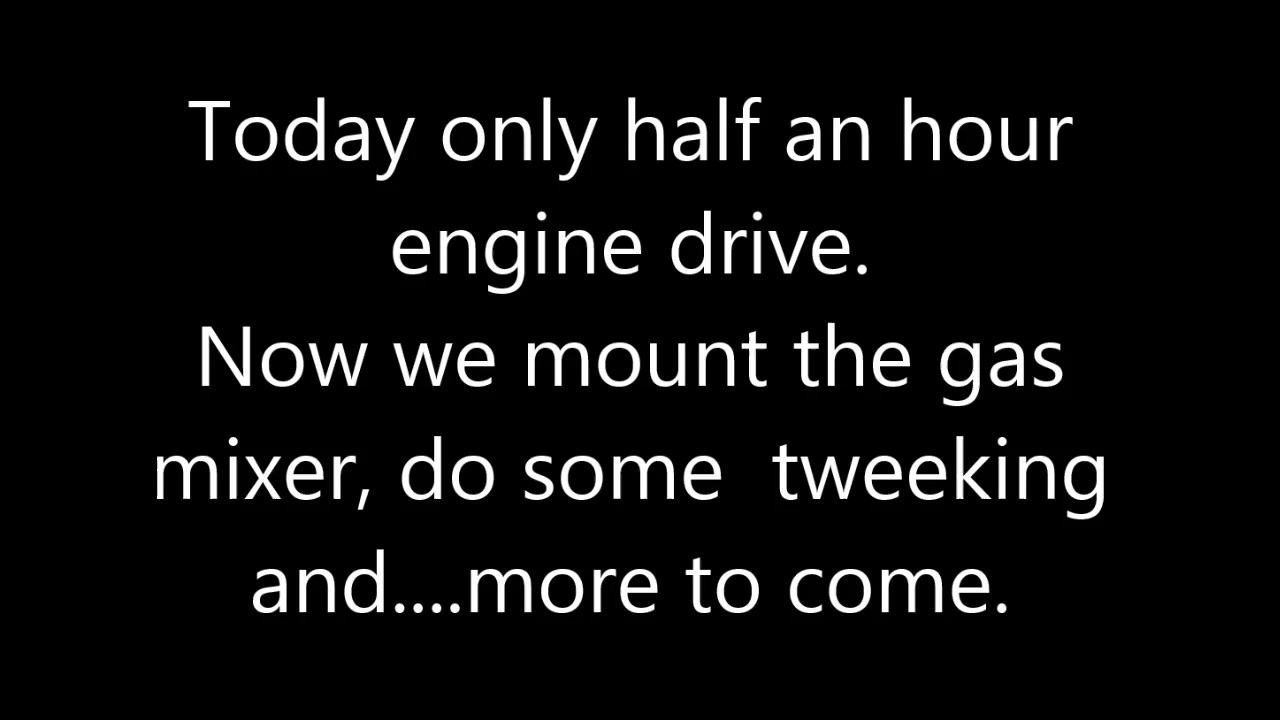 Today only half an hour
engine drive.
Now we mount the gas
mixer, do some  tweeking
and....more to come.